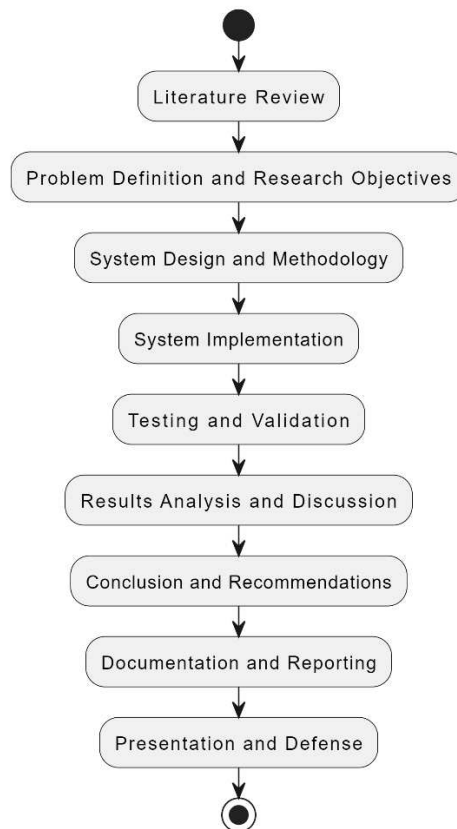 Literature Review
Problem Definition and Research Objectives
System Design and Methodology
System Implementation
Testing and Validation
Results Analysis and Discussion
Conclusion and Recommendations
Documentation and Reporting
Presentation and Defense